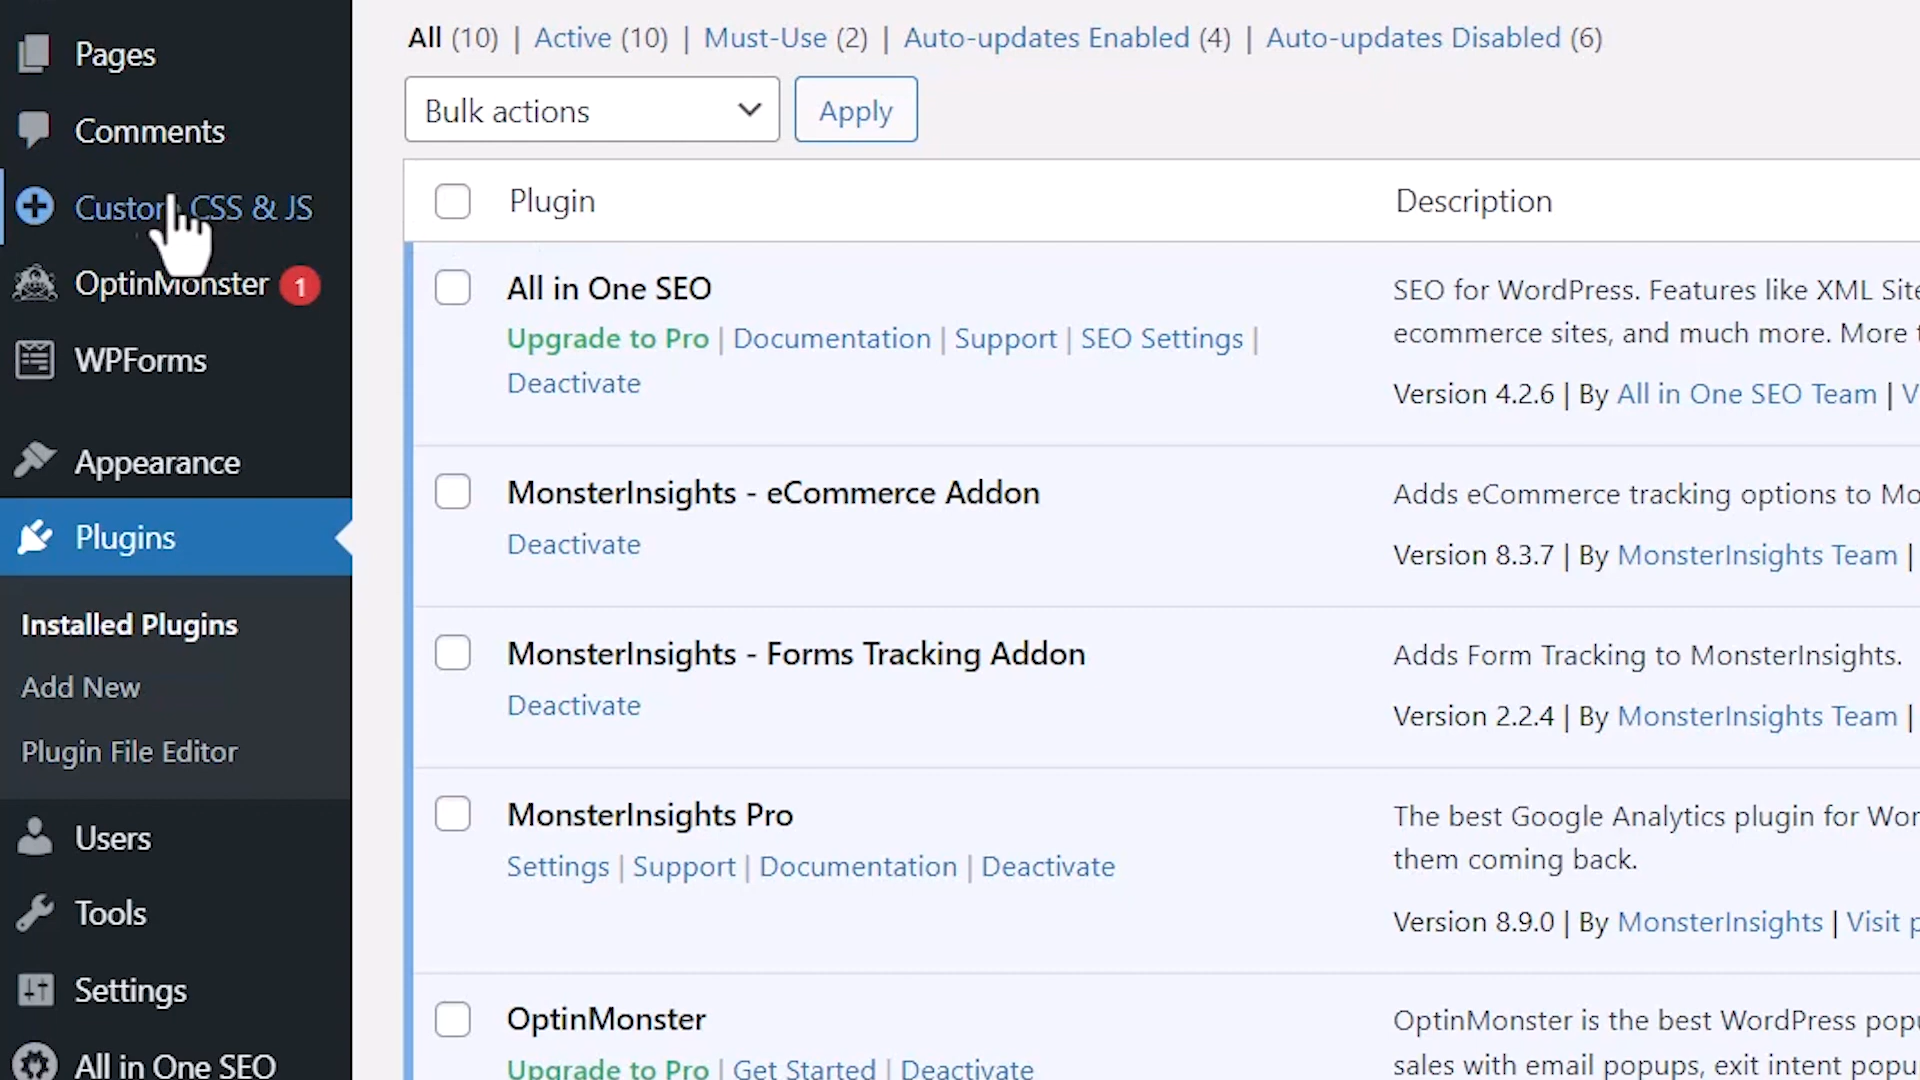 Pages
Comments
Custom CSS & JS
OptinMonster 1
WPForms
Appearance
Plugins
Installed Plugins
Add New
Plugin File Editor
Users
Tools
Settings
All in One SEO
All (10) | Active (10) | Must-Use (2) | Auto-updates Enabled (4) | Auto-updates Disabled (6)
Bulk actions
Apply
Plugin
Description
All in One SEO
Upgrade to Pro | Documentation | Support | SEO Settings |
Deactivate
SEO for WordPress. Features like XML
ecommerce sites, and much more. More
Version 4.2.6 | By All in One SEO Team |
MonsterInsights - eCommerce Addon
Deactivate
Adds eCommerce tracking options to
Version 8.3.7 | By MonsterInsights Team |
MonsterInsights - Forms Tracking Addon
Deactivate
Adds Form Tracking to MonsterInsights.
Version 2.2.4 | By MonsterInsights Team |
MonsterInsights Pro
Settings | Support | Documentation | Deactivate
The best Google Analytics plugin for
them coming back.
Version 8.9.0 | By MonsterInsights | Visit
OptinMonster
Upgrade to Pro | Get Started | Deactivate
OptinMonster is the best WordPress
sales with email popups, exit intent